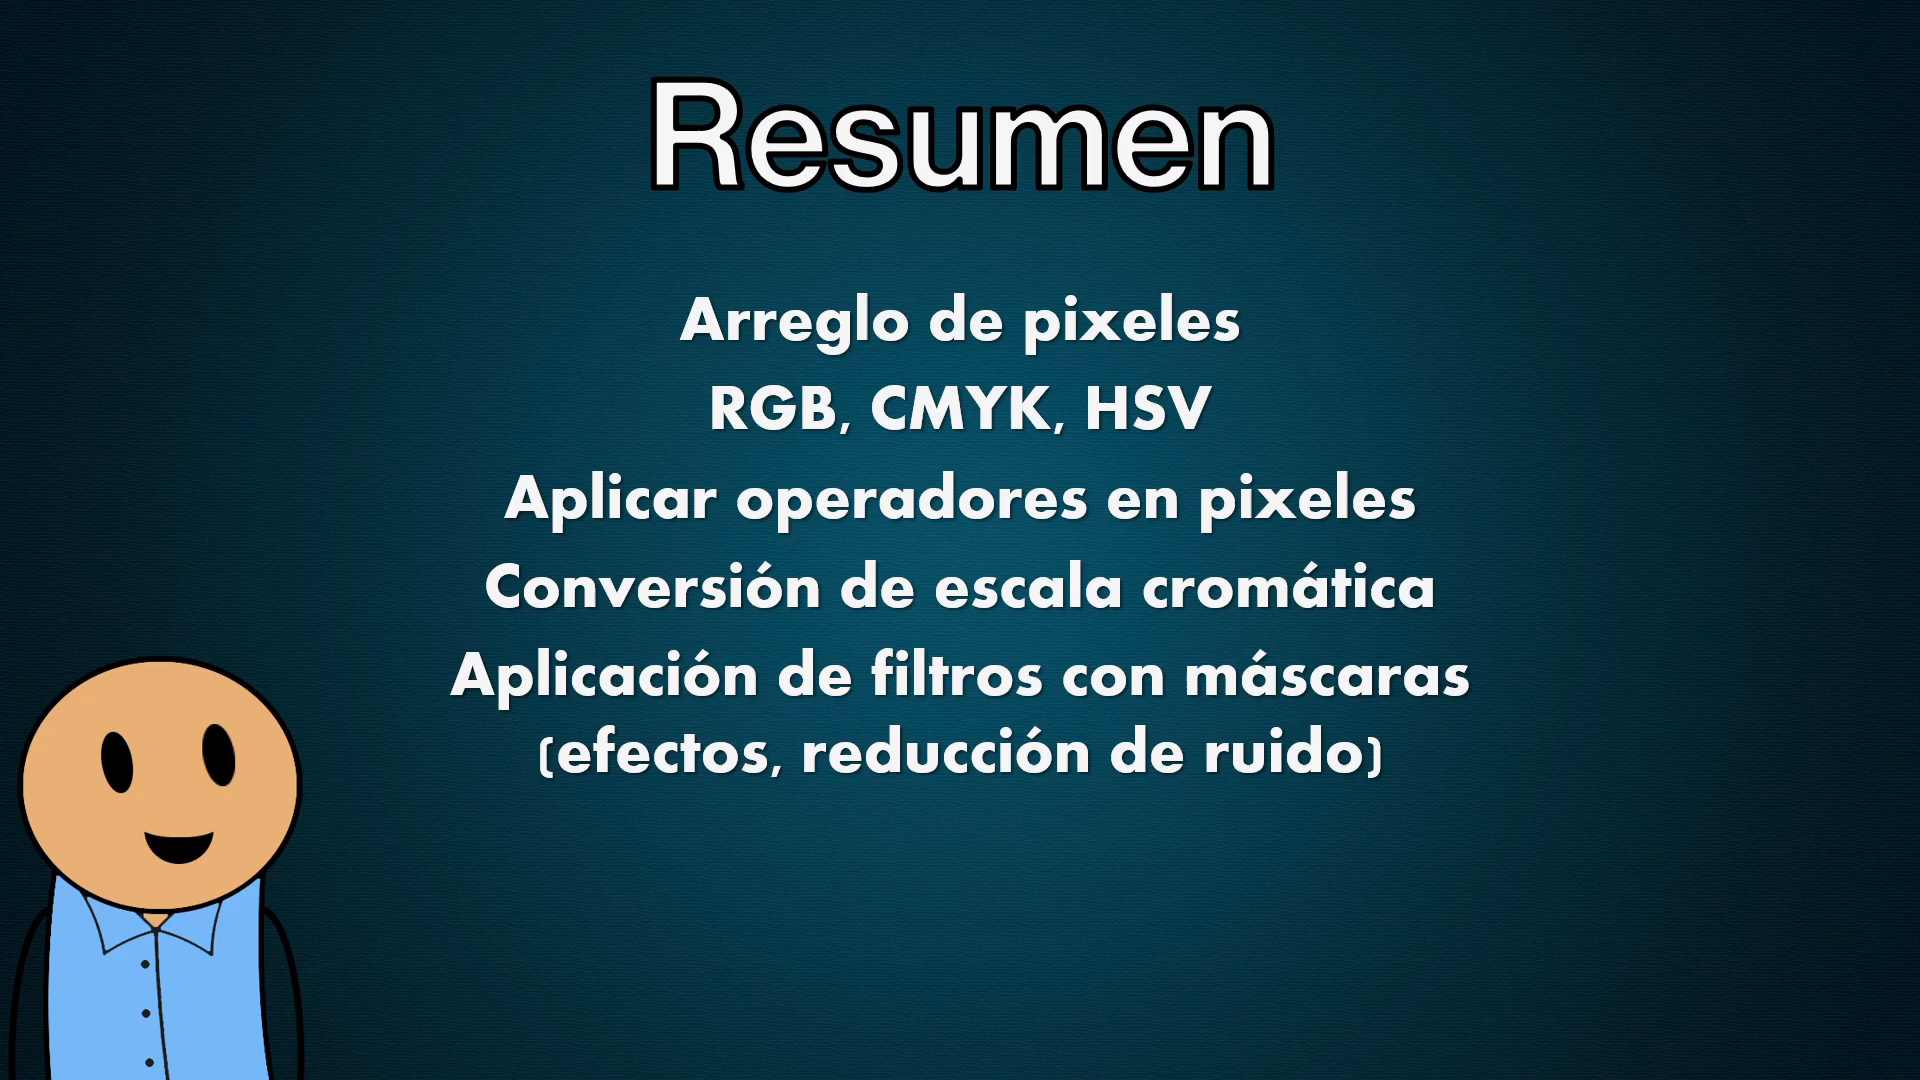 Resumen
Arreglo de pixeles
RGB, CMYK, HSV
Aplicar operadores en pixeles
Conversión de escala cromática
Aplicación de filtros con máscaras
(efectos, reducción de ruido)